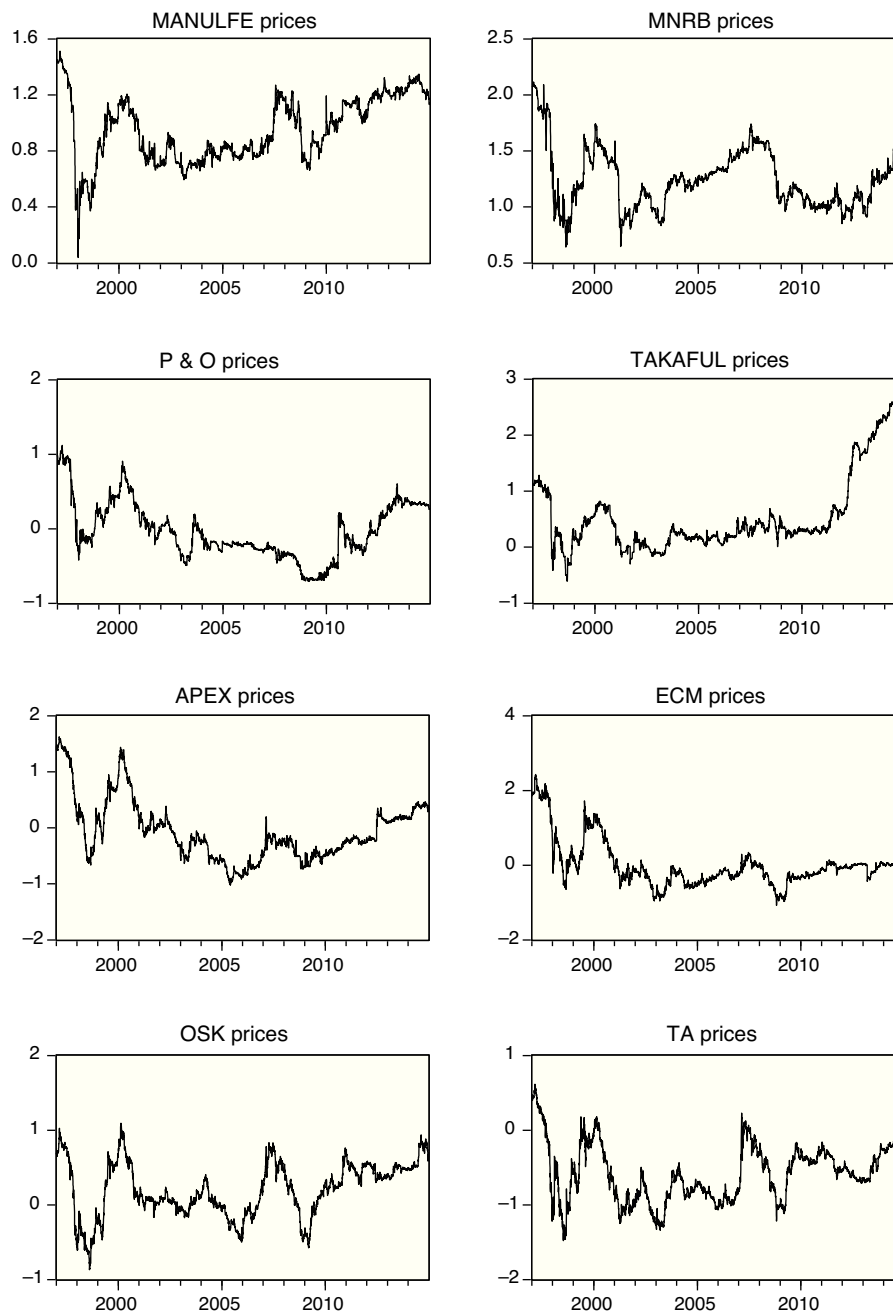 MANULFE prices
MNRB prices
1.6
1.2
0.8
0.4
0.0
2000 2005 2010
2.5
2.0
1.5
1.0
0.5
2000 2005 2010
P & O prices
TAKAFUL prices
2
1
0
–1
2000 2005 2010
3
2
1
0
–1
2000 2005 2010
APEX prices
ECM prices
2
1
0
–1
–2
2000 2005 2010
4
2
0
–2
2000 2005 2010
OSK prices
TA prices
2
1
0
–1
2000 2005 2010
1
0
–1
–2
2000 2005 2010